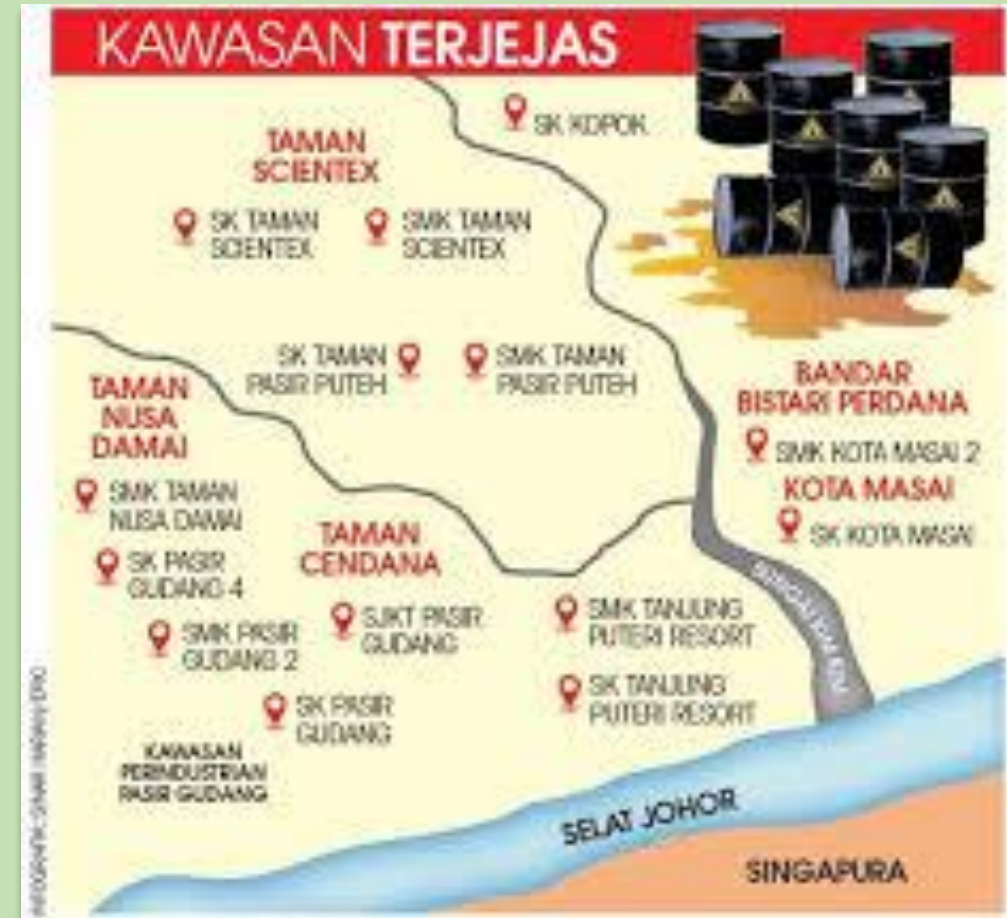 KAWASAN TERJEJAS
SK KOPOK
TAMAN
SCIENTEX
SK TAMAN
SCIENTEX
SMK TAMAN
SCIENTEX
SK TAMAN
PASIR PUTEH
SMK TAMAN
PASIR PUTEH
TAMAN
NUSA
DAMAI
BANDAR
BISTARI PERDANA
SMK KOTA MASAI 2
KOTA MASAI
SK KOTA MASAI
SMK TAMAN
NUSA DAMAI
TAMAN
CENDANA
SK PASIR
GUDANG 4
SMK PASIR
GUDANG 2
SJKT PASIR
GUDANG
SMK TANJUNG
PUTERI RESORT
SK PASIR
GUDANG
SK TANJUNG
PUTERI RESORT
KAWASAN
PERINDUSTRIAN
PASIR GUDANG
SELAT JOHOR
SINGAPURA